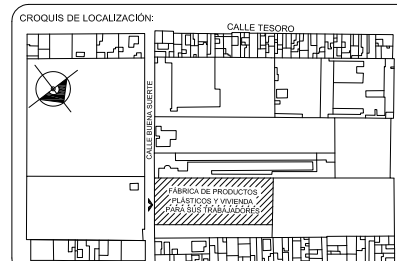 CROQUIS DE LOCALIZACIÓN:
CALLE TESORO
CALLE BUENA SUERTE
FÁBRICA DE PRODUCTOS
PLÁSTICOS Y VIVIENDA
PARA SUS TRABAJADORES